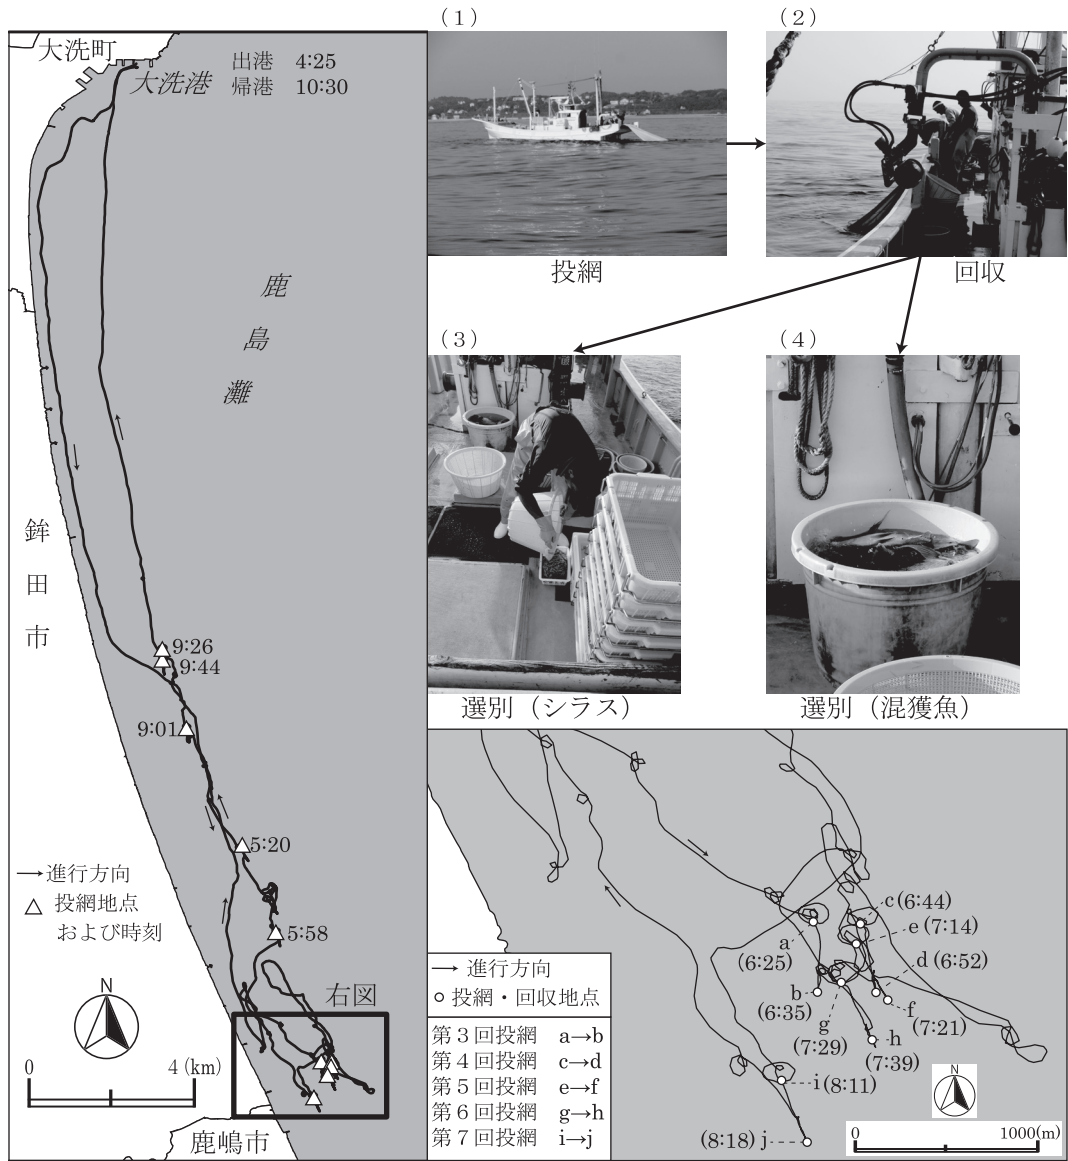 大洗町
大洗港
出港 4:25
帰港 10:30
鹿
島
灘
鉾
田
市
9:26
9:44
9:01
5:20
5:58
→進行方向
△ 投網地点
および時刻
N
0 4 (km)
右図
鹿嶋市
（1）
投網
（2）
回収
（3）
選別（シラス）
（4）
選別（混獲魚）
a
(6:25)
b
(6:35)
c (6:44)
d (6:52)
e (7:14)
f
(7:21)
g
(7:29)
h
(7:39)
i (8:11)
(8:18) j
→進行方向
○投網・回収地点
第3回投網 a→b
第4回投網 c→d
第5回投網 e→f
第6回投網 g→h
第7回投網 i→j
N
0 1000(m)